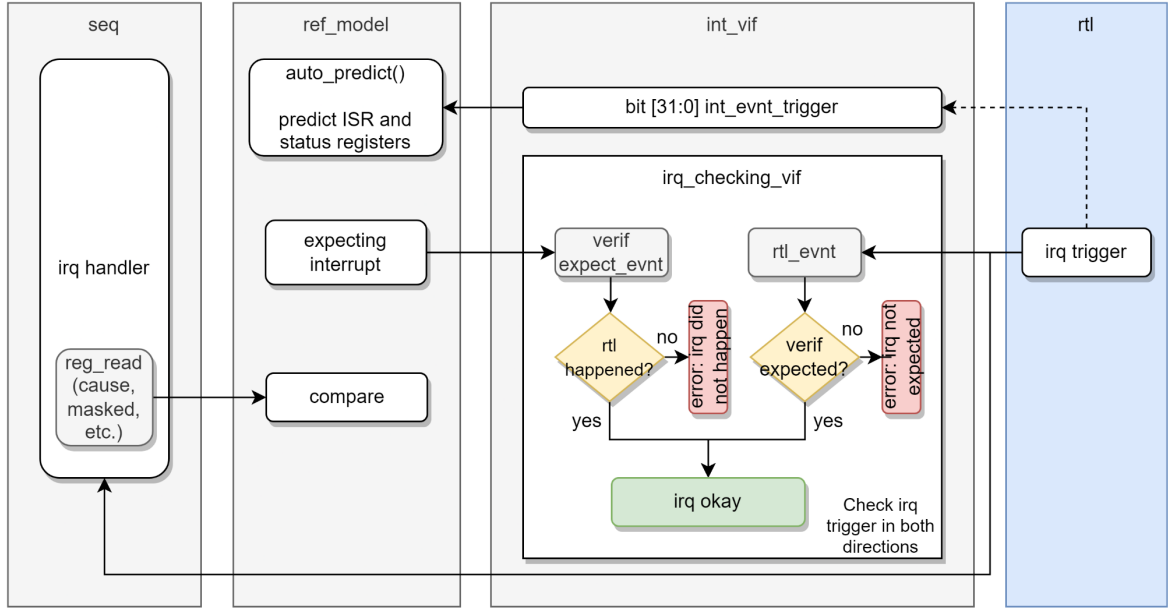 seq
ref_model
int_vif
rtl
auto_predict()
predict ISR and
status registers
bit [31:0] int_evnt_trigger
irq_checking_vif
irq handler
expecting
interrupt
verif
expect_evnt
rtl_evnt
irq trigger
rtl
happened?
no
error: irq did
not happen
verif
expected?
no
error: irq not
expected
reg_read
(cause,
masked,
etc.)
compare
yes
yes
irq okay
Check irq
trigger in both
directions